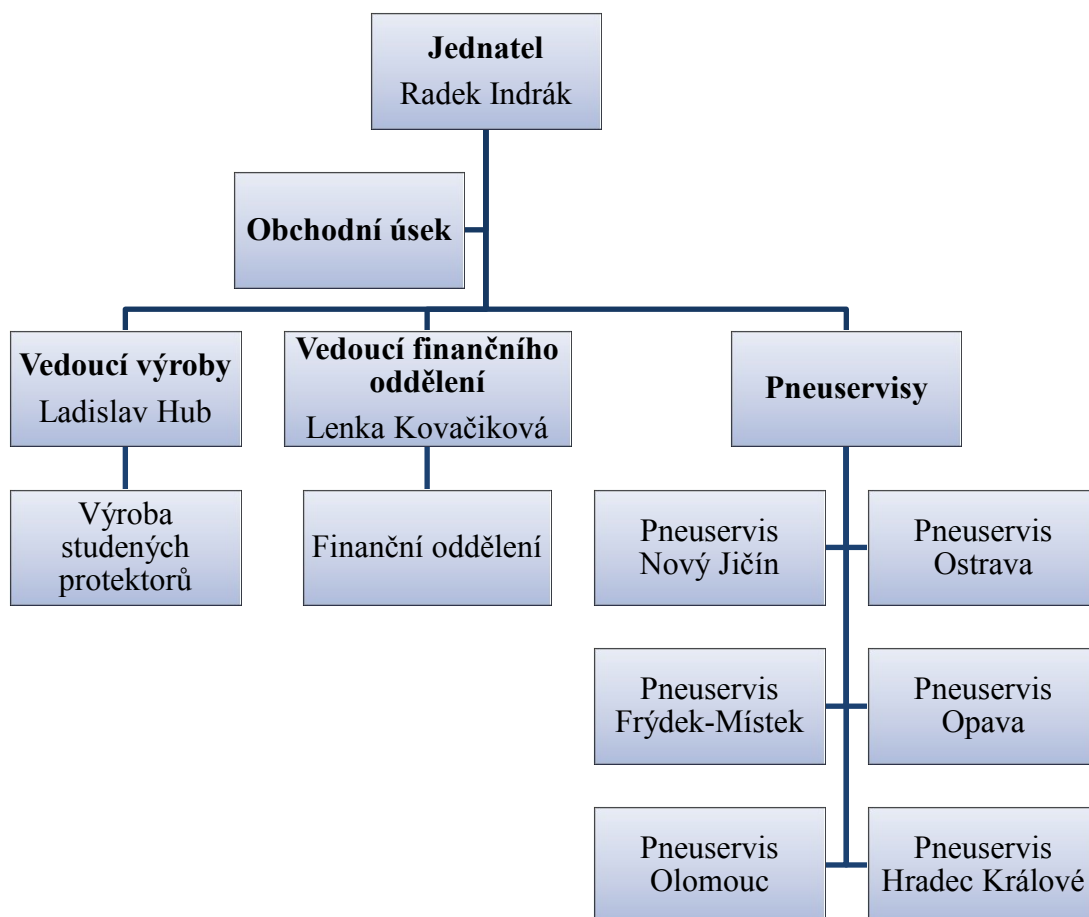 Jednatel
Radek Indrák
Obchodní úsek
Vedoucí výroby
Ladislav Hub
Vedoucí finančního
oddělení
Lenka Kovačiková
Pneuservisy
Výroba
studených
protektorů
Finanční oddělení
Pneuservis
Nový Jičín
Pneuservis
Ostrava
Pneuservis
Frýdek-Místek
Pneuservis
Opava
Pneuservis
Olomouc
Pneuservis
Hradec Králové